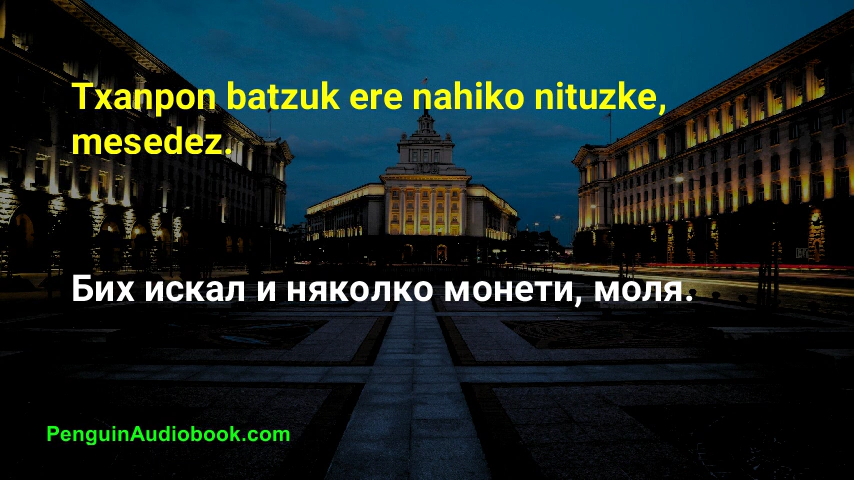 Txanpon batzuk ere nahiko nituzke,
mesedez.
Бих искал и няколко монети, моля.
PenguinAudiobook.com